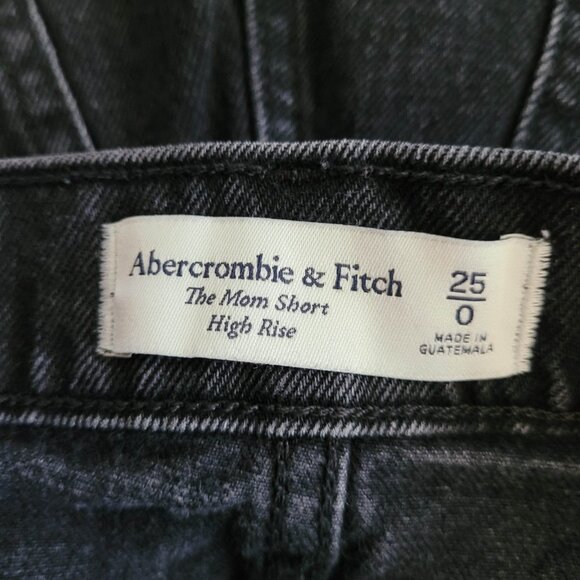 Abercrombie & Fitch
The Mom Short
High Rise
25
0
MADE IN
GUATEMALA